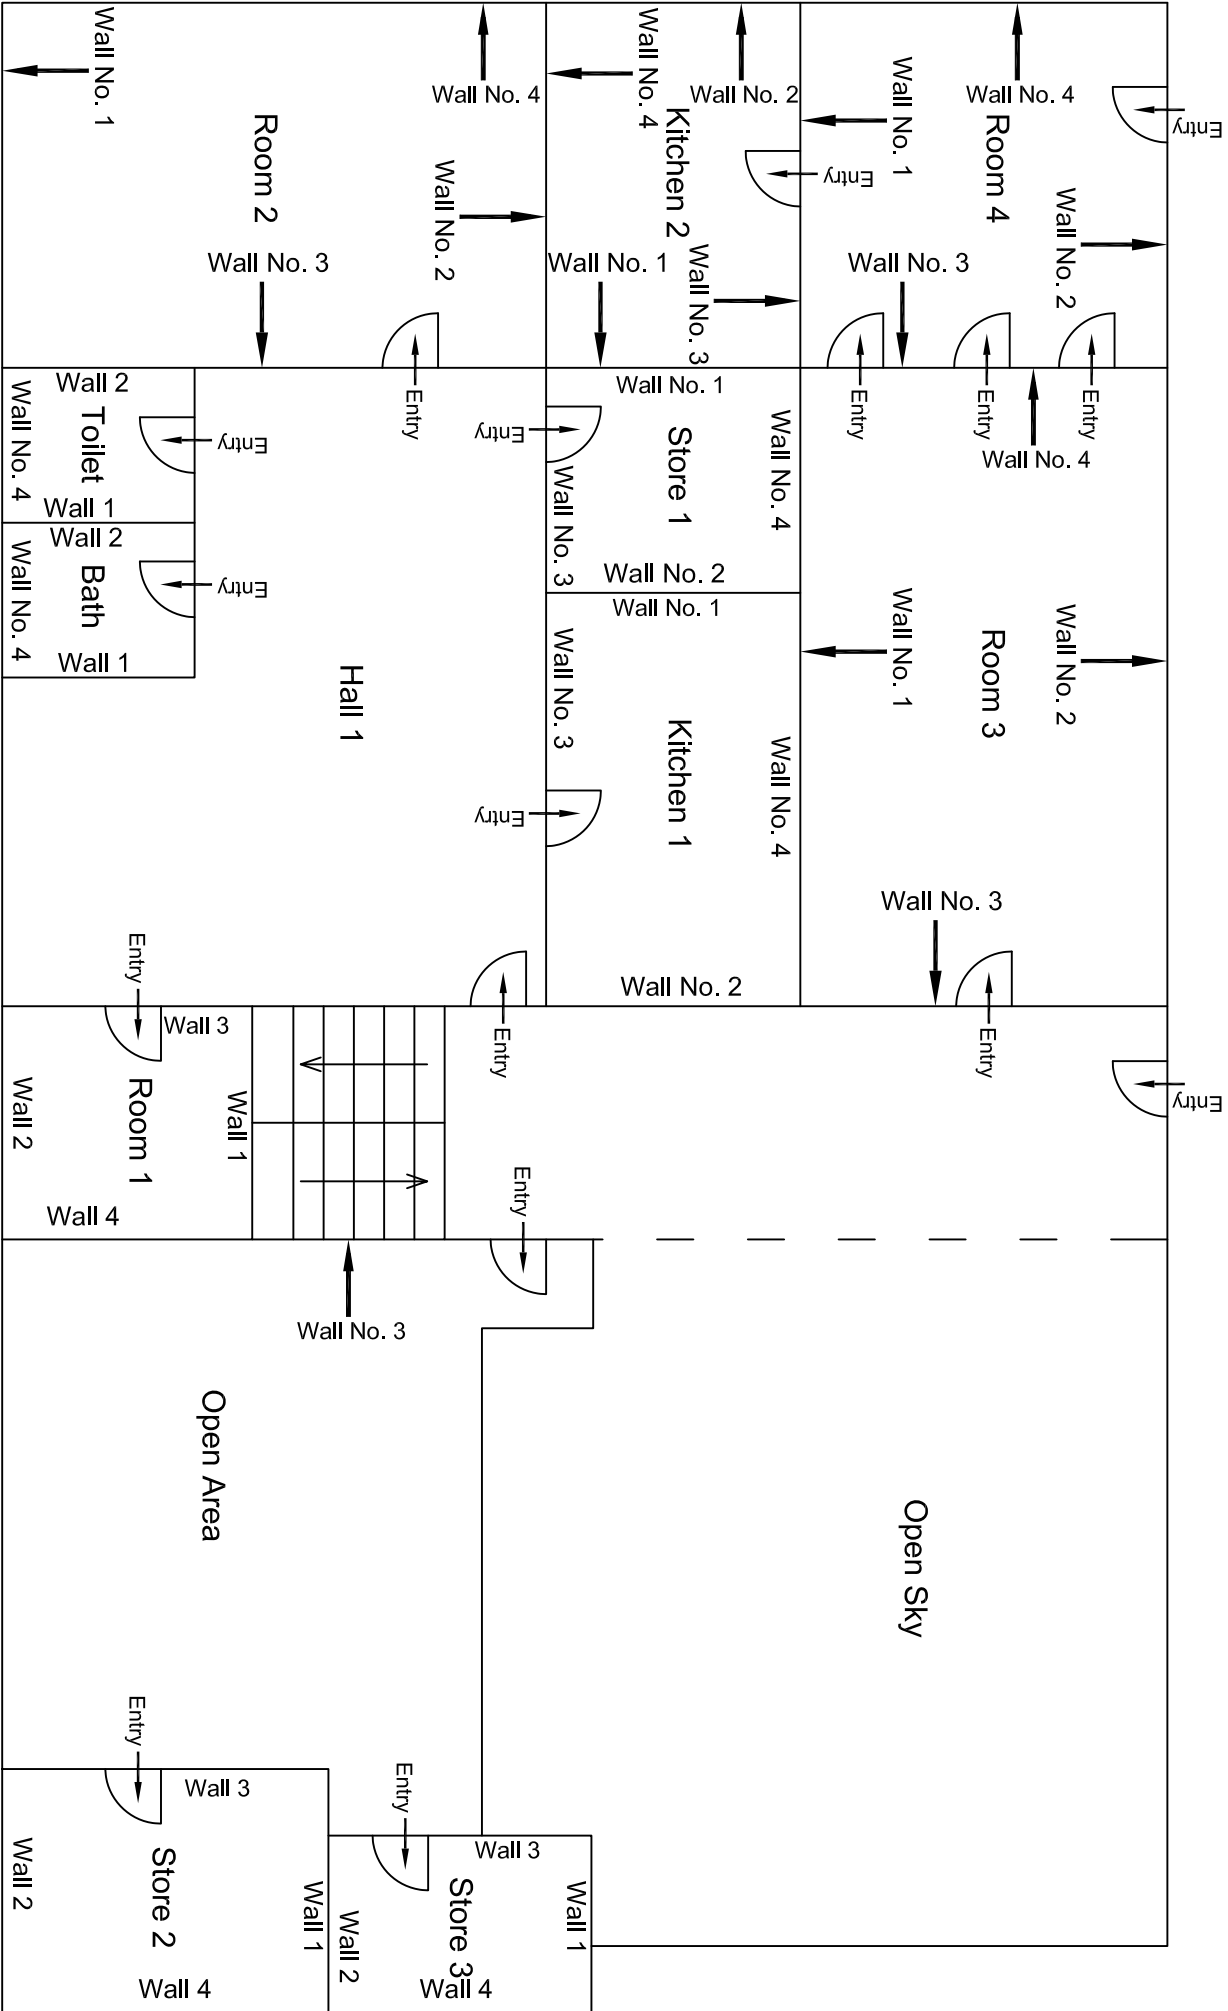 Wall No. 1
Wall No. 4
Room 2
Wall No. 2
Wall No. 3
Entry
Wall No. 4
Wall No. 2
Kitchen 2
Entry
Wall No. 1
Wall No. 3
Wall No. 1
Wall No. 4
Room 4
Entry
Wall No. 2
Wall No. 3
Entry
Entry
Entry
Wall 2
Toilet
Wall No. 4
Entry
Wall 1
Wall 2
Bath
Wall No. 4
Entry
Wall 1
Hall 1
Wall No. 1
Entry
Store 1
Wall No. 4
Wall No. 3
Wall No. 2
Wall No. 1
Wall No. 3
Kitchen 1
Wall No. 4
Entry
Wall No. 2
Wall No. 4
Wall No. 1
Room 3
Wall No. 2
Wall No. 3
Entry
Entry
Entry
Wall 3
Room 1
Wall 1
Wall 2
Wall 4
Entry
Entry
Wall No. 3
Open Area
Open Sky
Entry
Wall 3
Store 2
Wall 2
Wall 1
Wall 4
Entry
Wall 3
Store 3
Wall 2
Wall 1
Wall 4